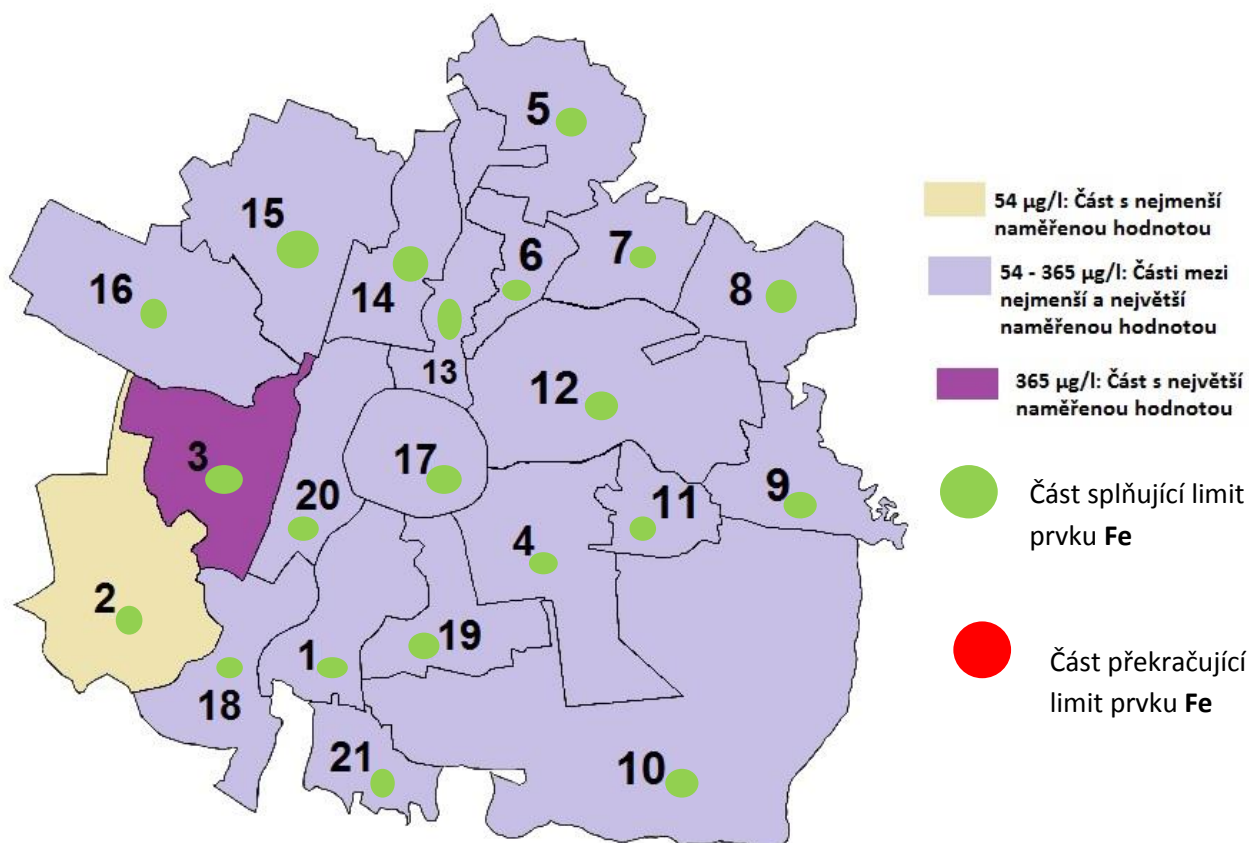 5
15
6
7
16
14
8
13
12
3
17
20
11
9
4
2
19
1
18
21
10
54 µg/l: Část s nejmenší
naměřenou hodnotou
54 - 365 µg/l: Části mezi
nejmenší a největší
naměřenou hodnotou
365 µg/l: Část s největší
naměřenou hodnotou
Část splňující limit
prvku Fe
Část překračující
limit prvku Fe